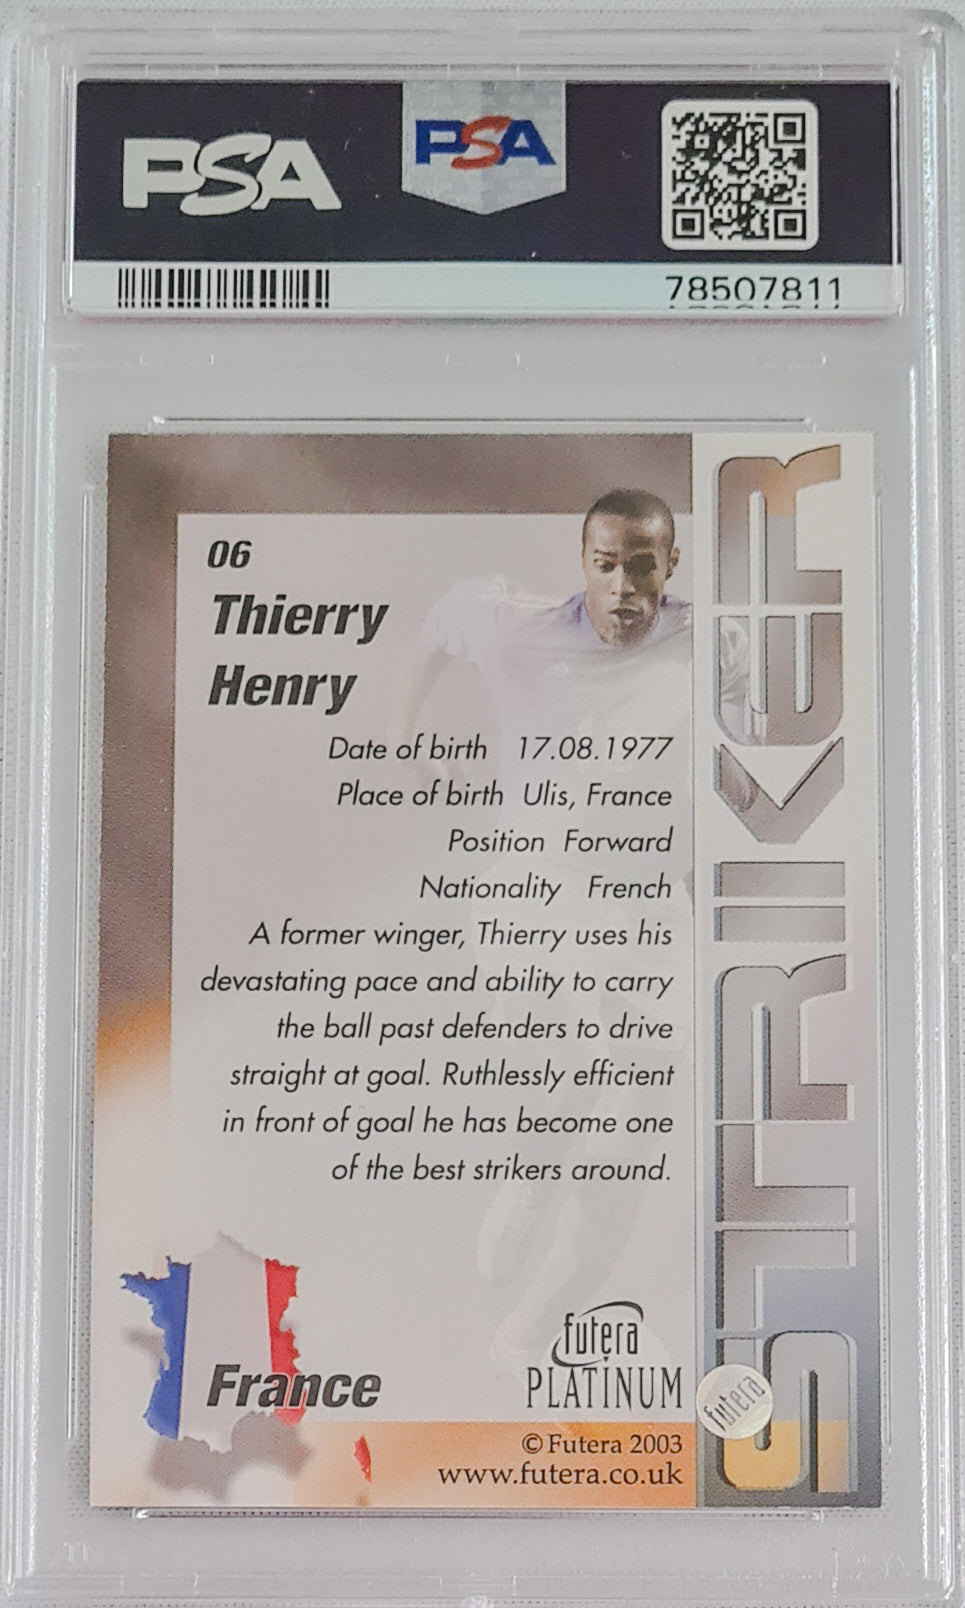 PSA
PSA
78507811
06
Thierry
Henry
Date of birth 17.08.1977
Place of birth Ulis, France
Position Forward
Nationality French
A former winger, Thierry uses his
devastating pace and ability to carry
the ball past defenders to drive
straight at goal. Ruthlessly efficient
in front of goal he has become one
of the best strikers around.
France
futera
PLATINUM
futera
© Futera 2003
www.futera.co.uk
STRIKER